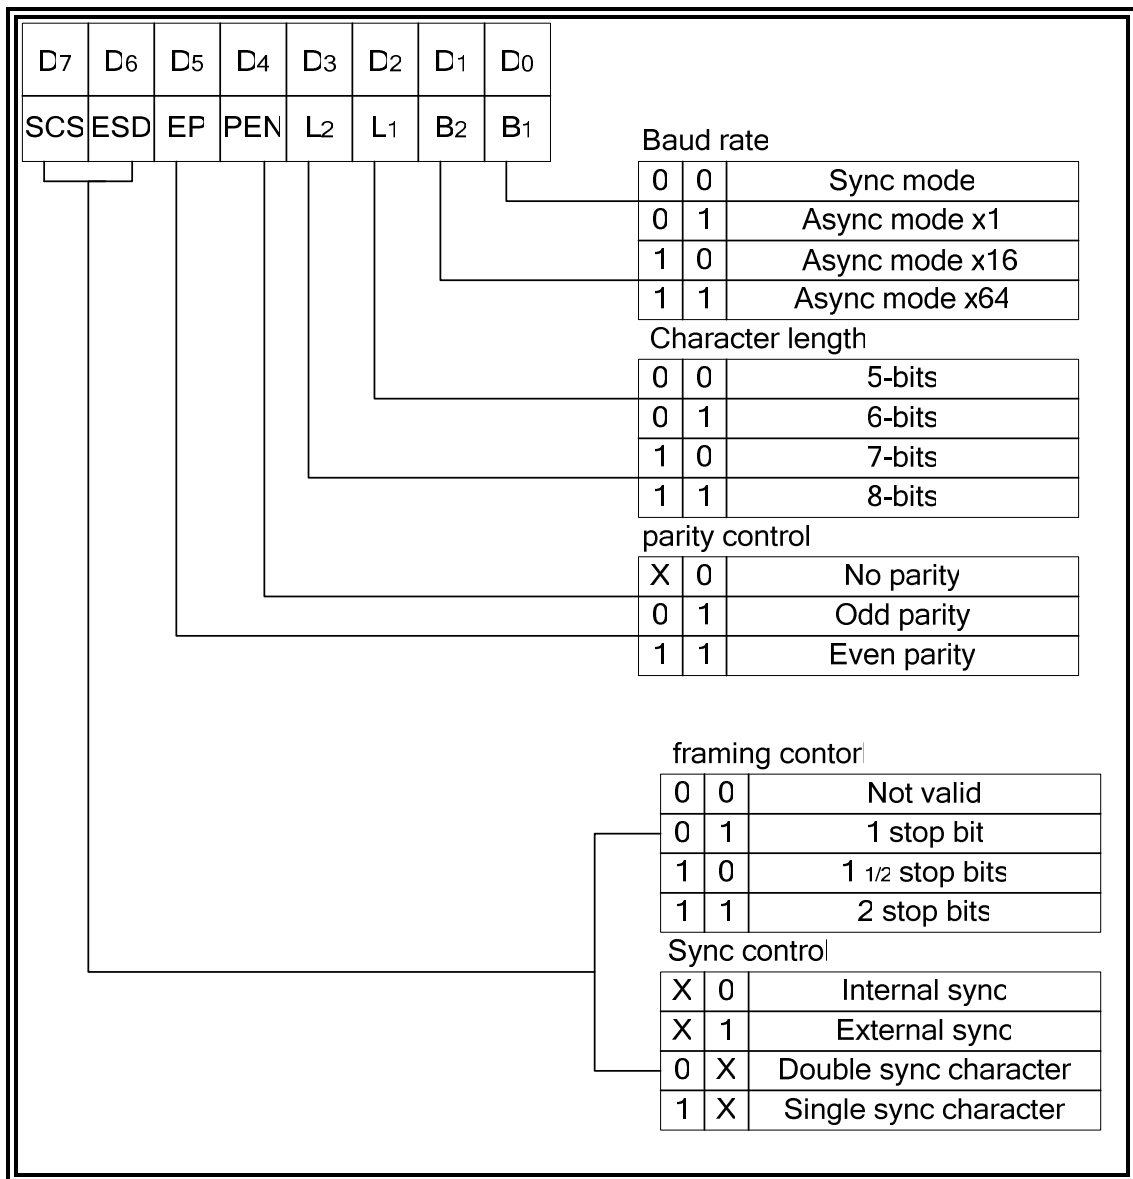 D7 D6 D5 D4 D3 D2 D1 D0
SCS ESD EP PEN L2 L1 B2 B1
Baud rate
0 0 Sync mode
0 1 Async mode x1
1 0 Async mode x16
1 1 Async mode x64
Character length
0 0 5-bits
0 1 6-bits
1 0 7-bits
1 1 8-bits
parity control
X 0 No parity
0 1 Odd parity
1 1 Even parity
framing contorl
0 0 Not valid
0 1 1 stop bit
1 0 1 1/2 stop bits
1 1 2 stop bits
Sync control
X 0 Internal sync
X 1 External sync
0 X Double sync character
1 X Single sync character